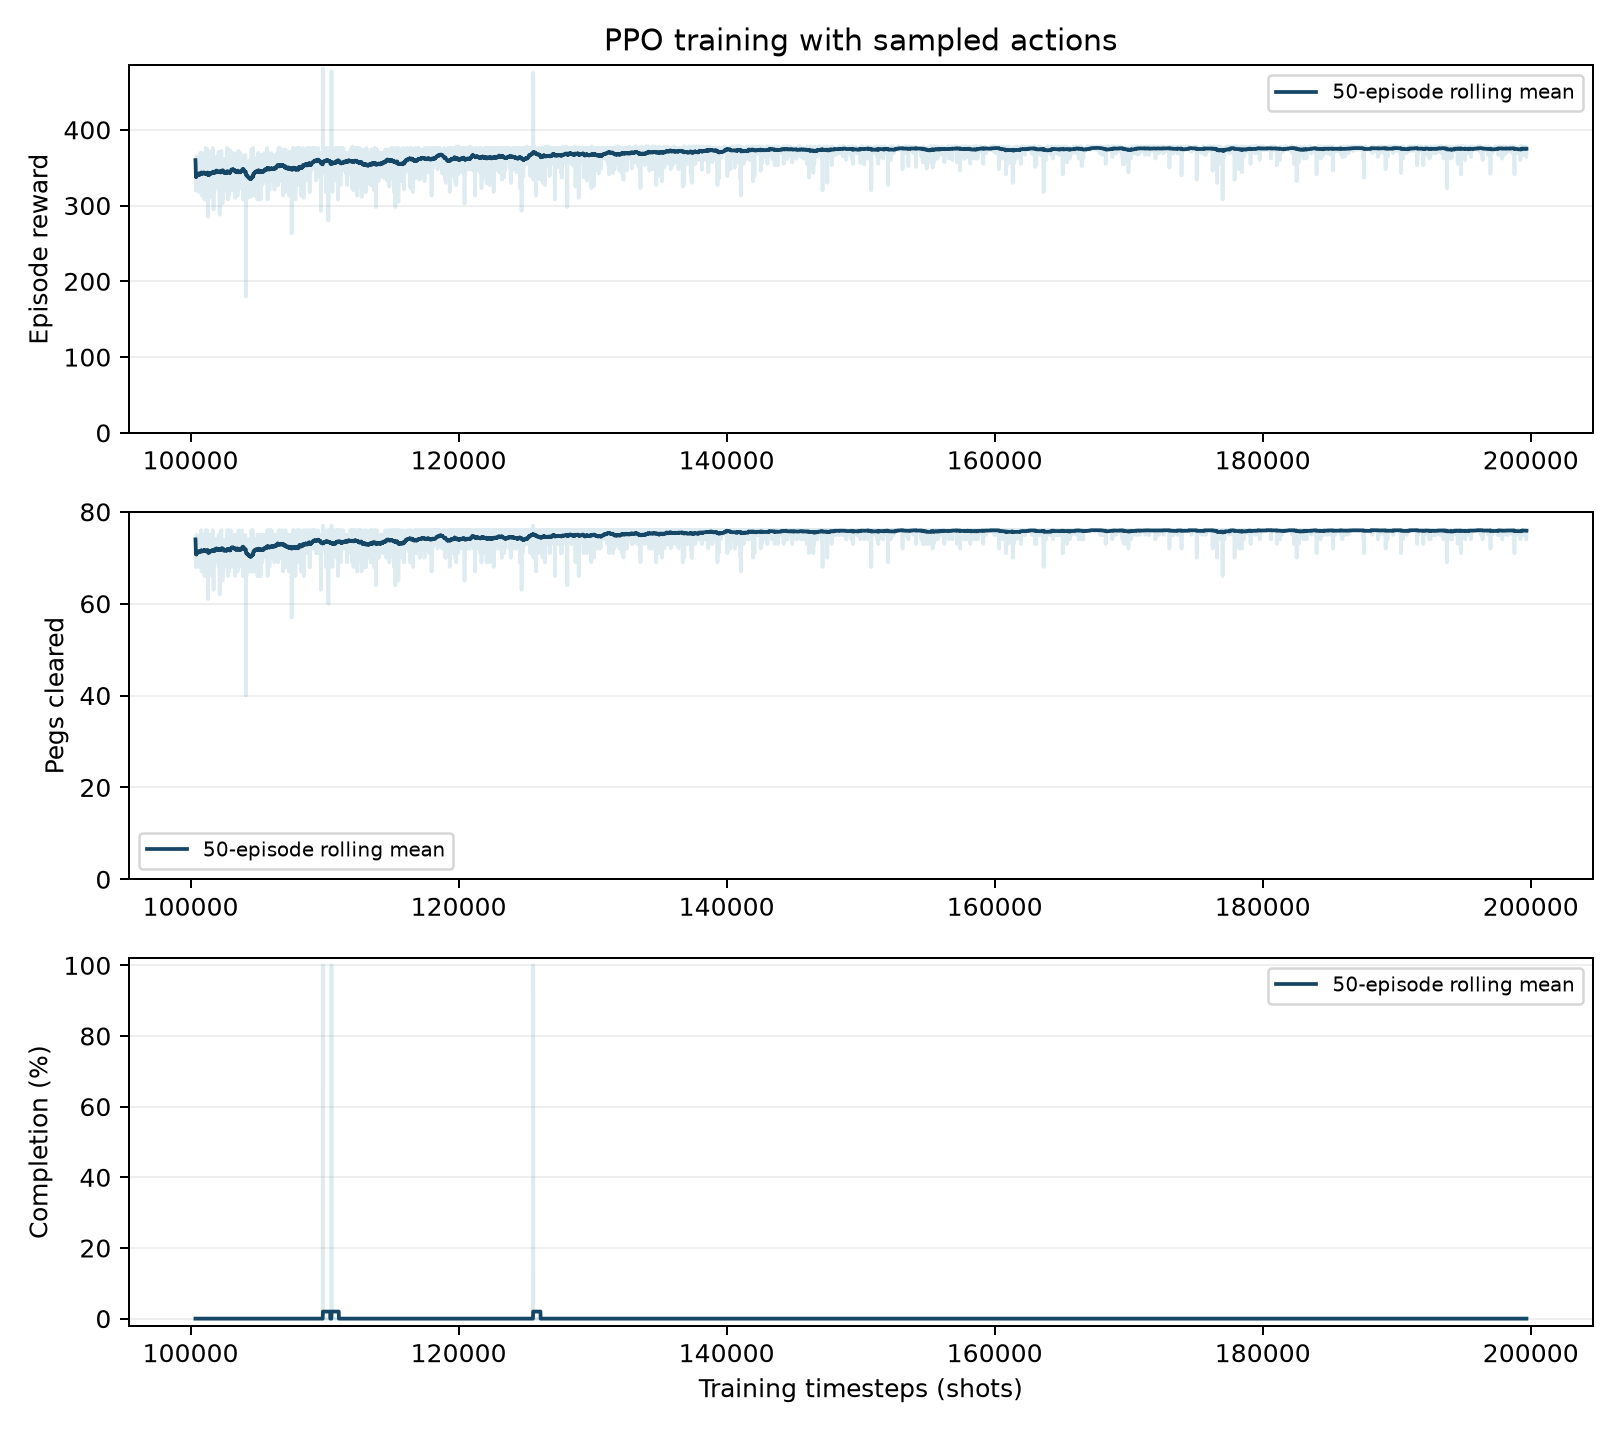 PPO training with sampled actions
50-episode rolling mean
Episode reward
400
300
200
100
0
100000 120000 140000 160000 180000 200000
Pegs cleared
80
60
40
20
0
50-episode rolling mean
100000 120000 140000 160000 180000 200000
50-episode rolling mean
Completion (%)
100
80
60
40
20
0
100000 120000 140000 160000 180000 200000
Training timesteps (shots)